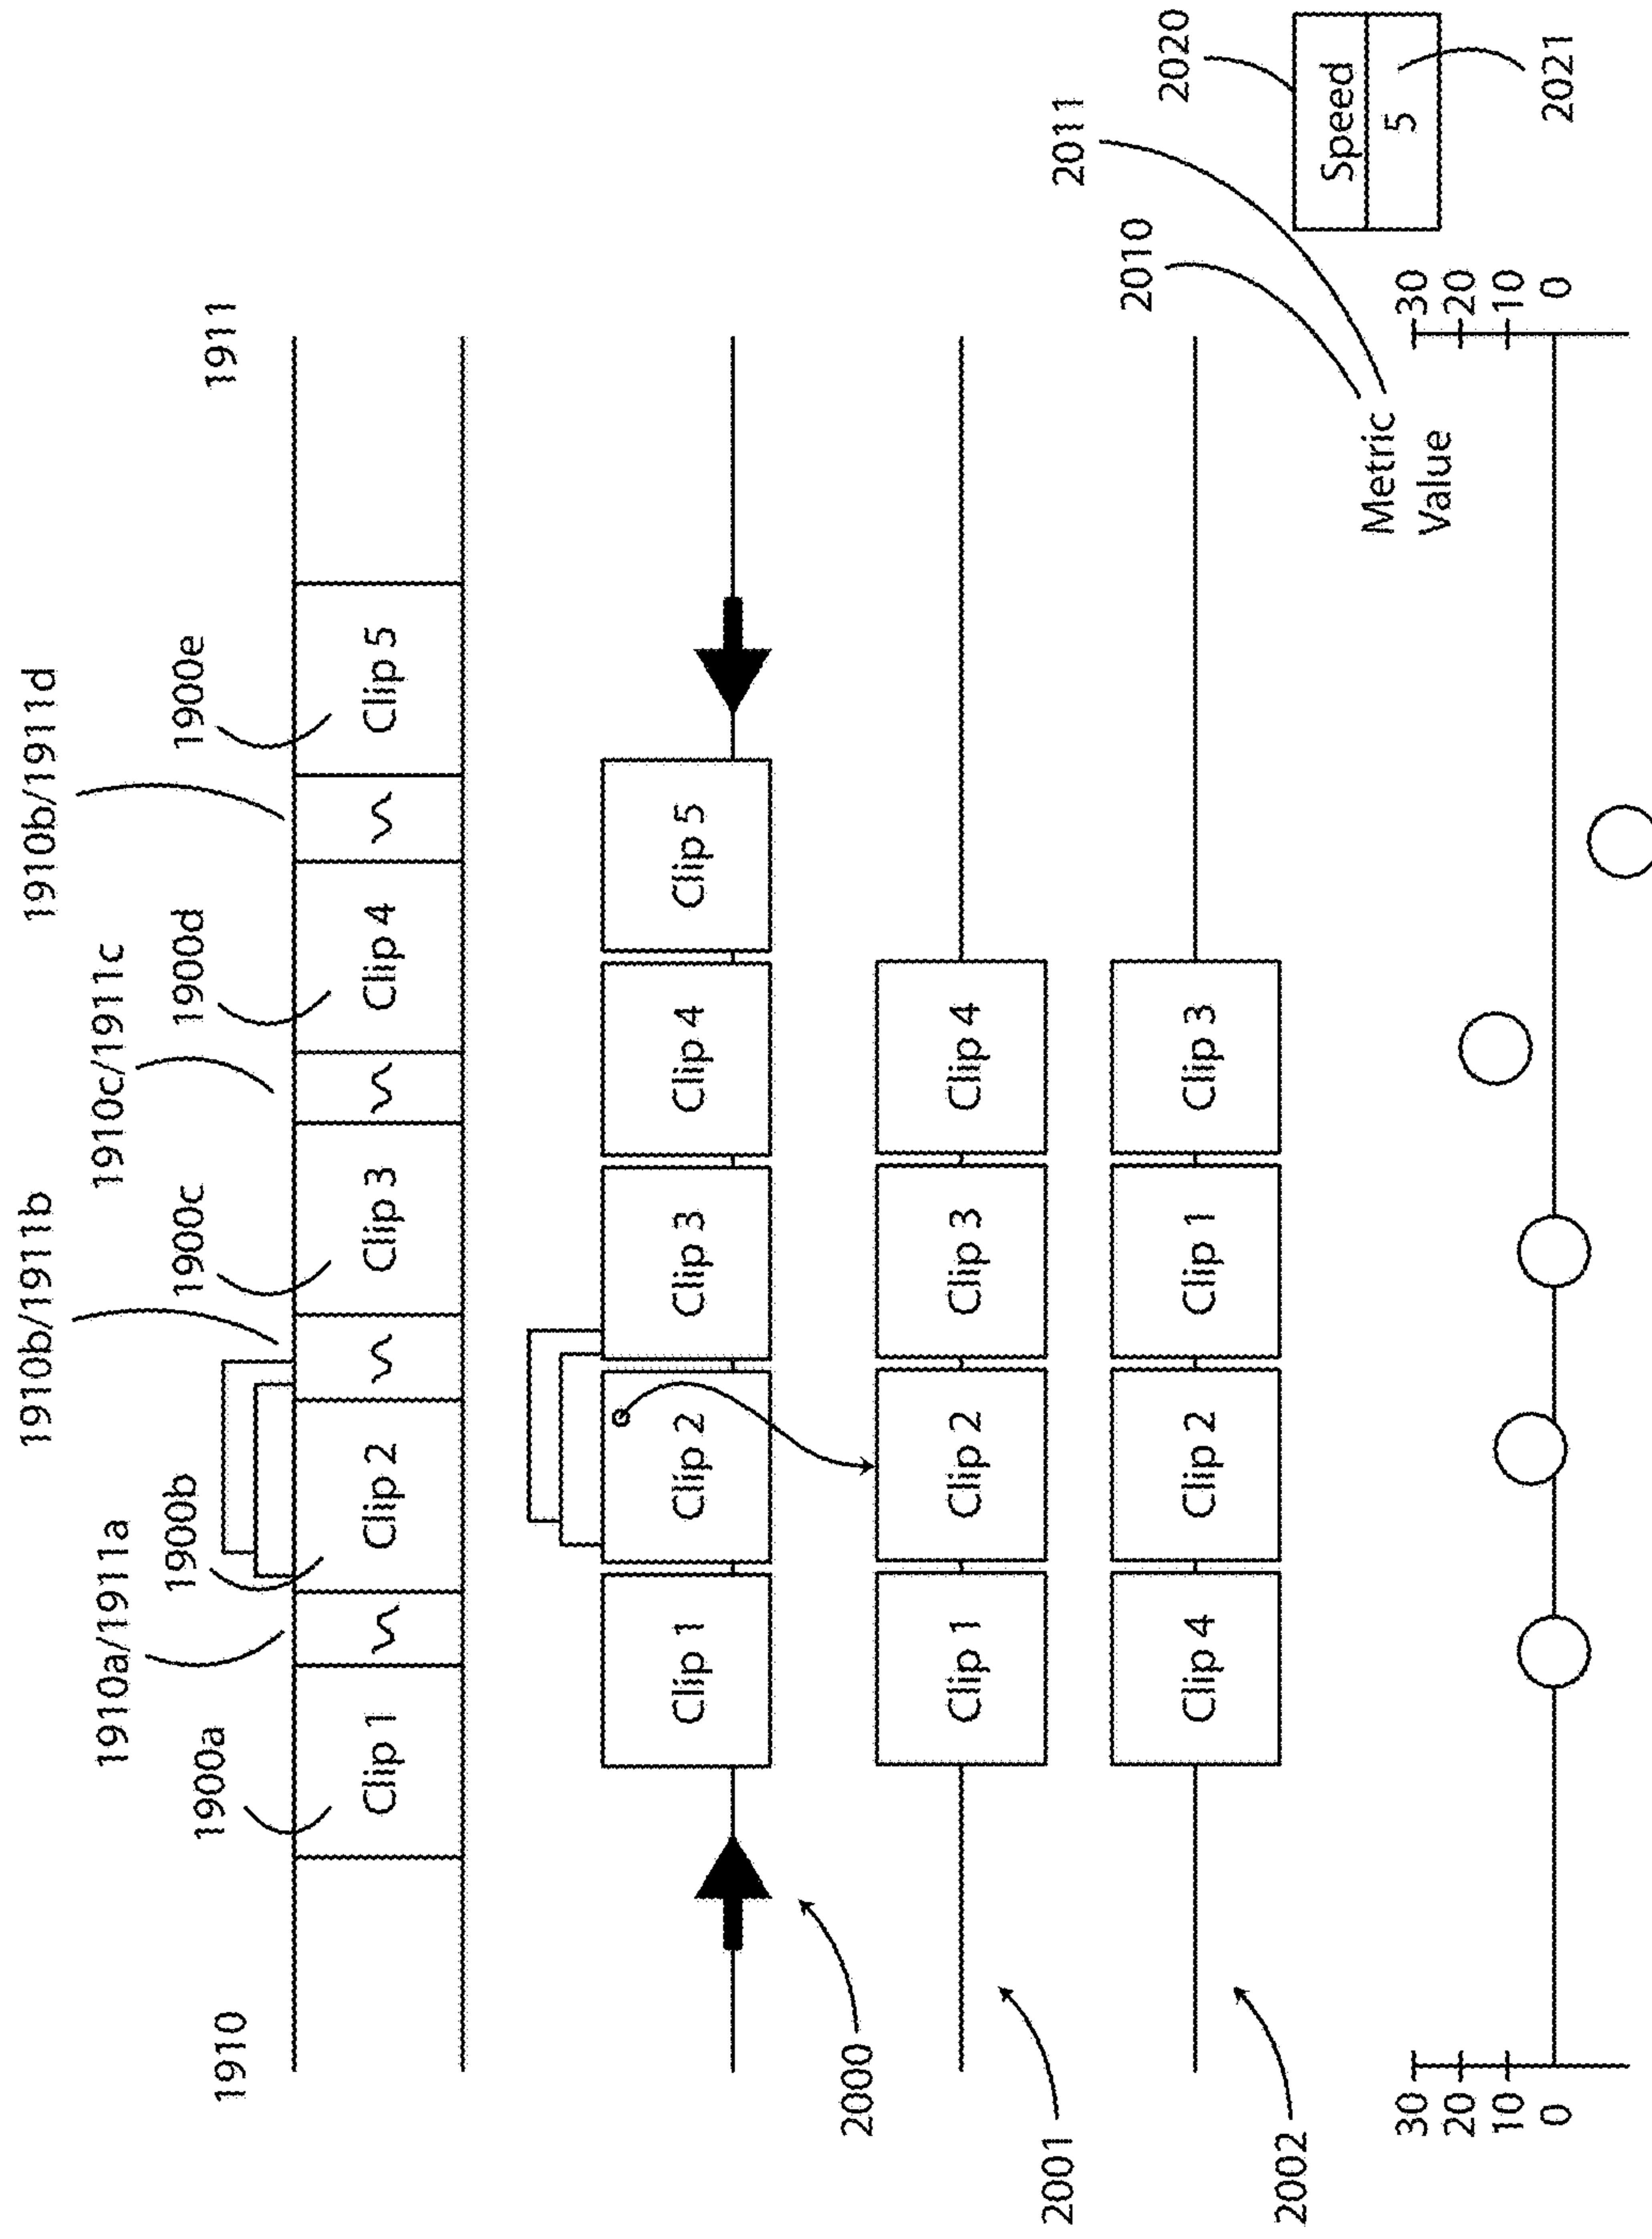 1910a/1911a
1910b/1911b
1910c/1911c
1910b/1911d
1910
1900a
1900b
1900c
1900d
1900e
1911
Clip 1
Clip 2
Clip 3
Clip 4
Clip 5
Clip 1
Clip 2
Clip 3
Clip 4
Clip 5
2000
Clip 1
Clip 2
Clip 3
Clip 4
2001
Clip 4
Clip 2
Clip 1
Clip 3
2002
2010
2011
2020
Metric
Value
Speed
5
2021
30
20
10
0
30
20
10
0